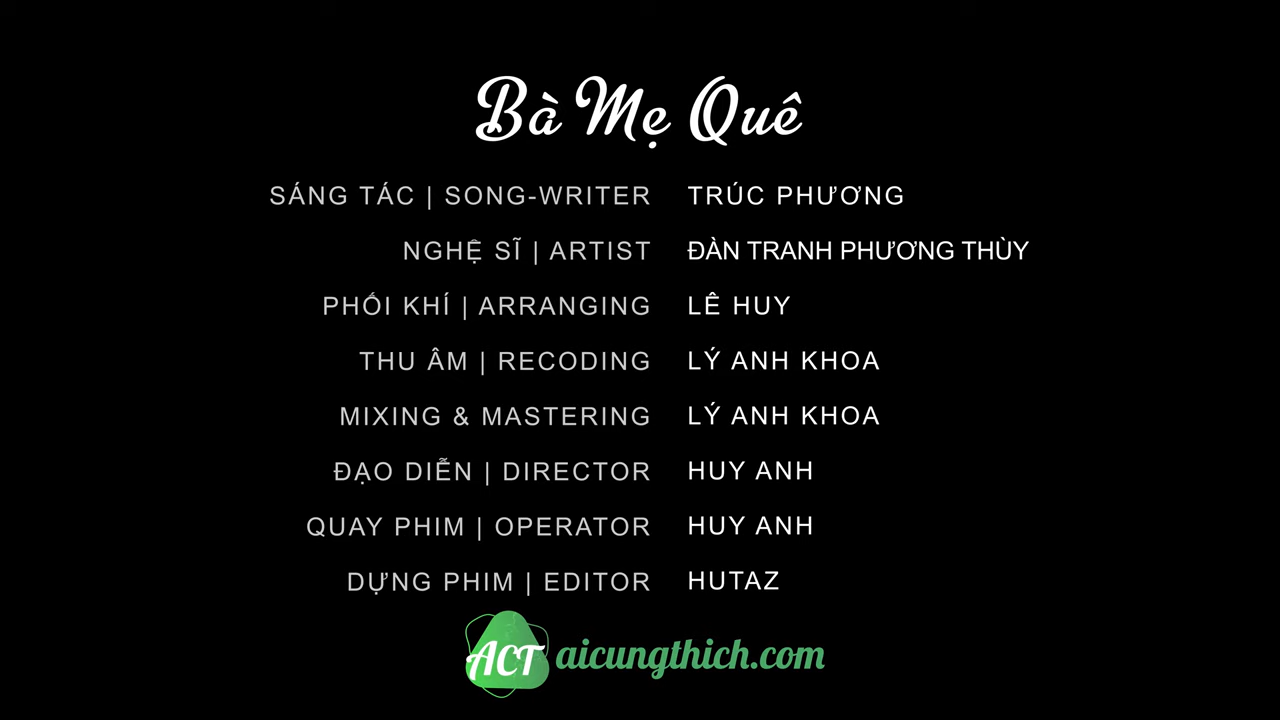 Bà Mẹ Quê
SÁNG TÁC | SONG-WRITER TRÚC PHƯƠNG
NGHỆ SĨ | ARTIST ĐÀN TRANH PHƯƠNG THÙY
PHỐI KHÍ | ARRANGING LÊ HUY
THU ÂM | RECODING LÝ ANH KHOA
MIXING & MASTERING LÝ ANH KHOA
ĐẠO DIỄN | DIRECTOR HUY ANH
QUAY PHIM | OPERATOR HUY ANH
DỰNG PHIM | EDITOR HUTAZ
ACT aicungthich.com